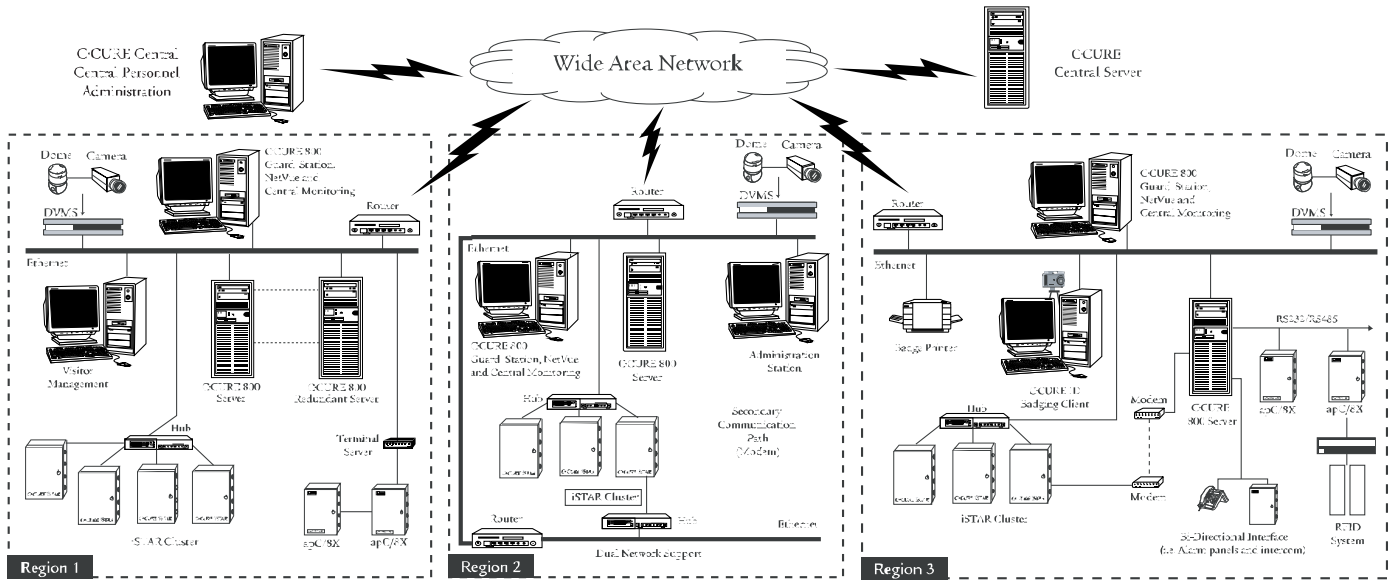 C·CURE Central
Central Personnel
Administration
Wide Area Network
C·CURE
Central Server
Dome
Camera
DVMS
C·CURE 800
Guard Station,
NetVue and
Central Monitoring
Router
Ethernet
Visitor
Management
C·CURE 800
Server
C·CURE 800
Redundant Server
Hub
Terminal
Server
iSTAR Cluster
apC/8X
apC/8X
Region 1
Dome
Camera
DVMS
Router
Ethernet
C·CURE 800
Guard Station, NetVue
and Central Monitoring
C·CURE 800
Server
Administration
Station
Hub
Secondary
Communication
Path
(Modem)
iSTAR Cluster
Router
Hub
Ethernet
Dual Network Support
Region 2
Router
C·CURE 800
Guard Station,
NetVue and
Central Monitoring
Dome
Camera
DVMS
Ethernet
Badge Printer
C·CURE ID
Badging Client
RS232/RS485
Modem
C·CURE
800 Server
apC/8X
apC/8X
Hub
Modem
iSTAR Cluster
Bi-Directional Interface
(i.e. Alarm panels and intercom)
RFID
System
Region 3